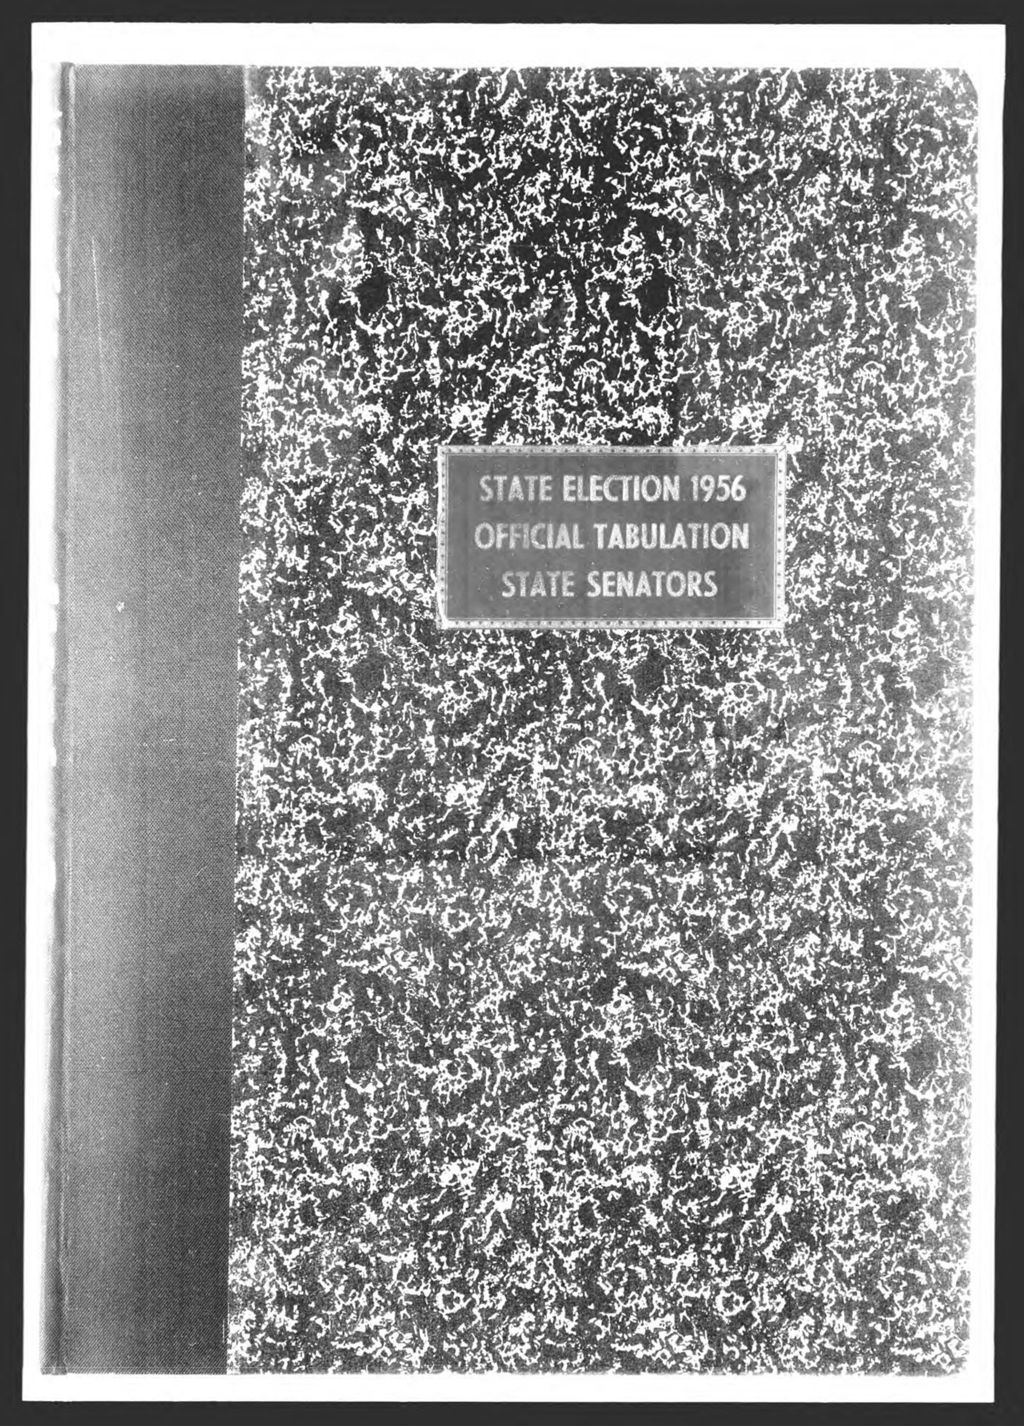 STATE ELECTION 1956
OFFICIAL TABULATION
STATE SENATORS